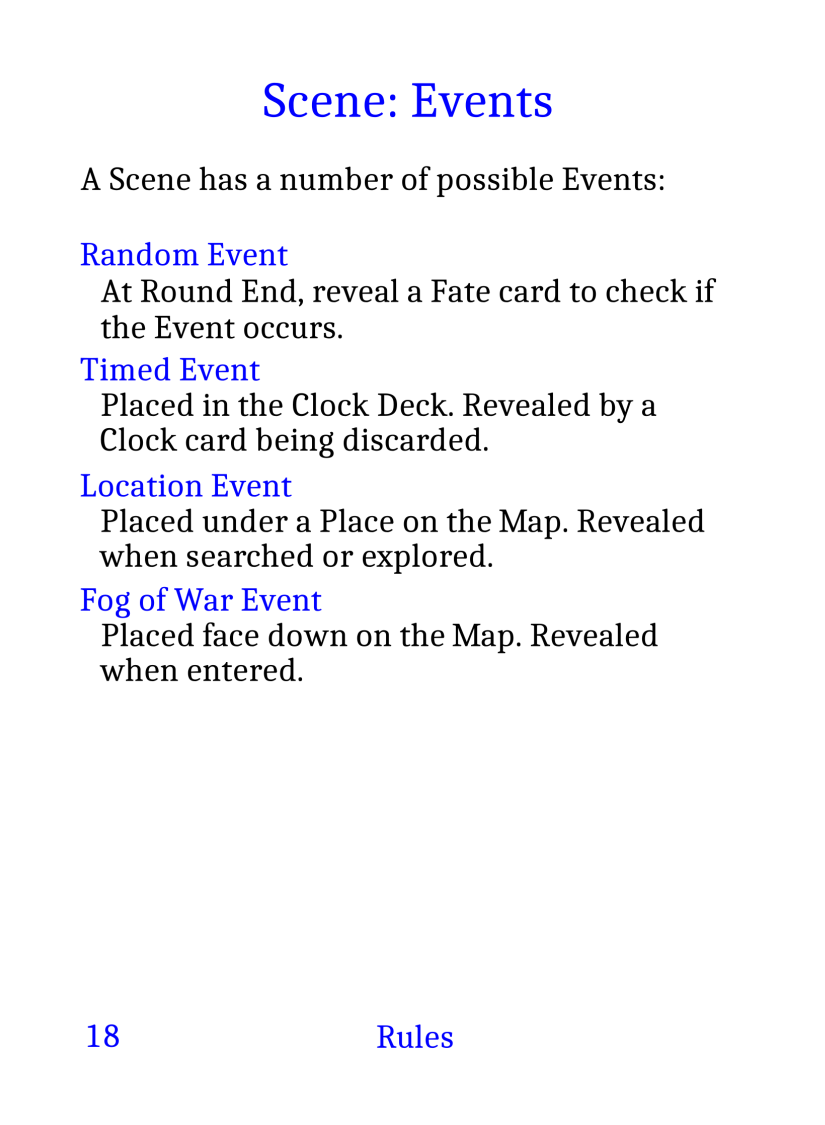 Scene: Events
A Scene has a number of possible Events:
Random Event
At Round End, reveal a Fate card to check if
the Event occurs.
Timed Event
Placed in the Clock Deck. Revealed by a
Clock card being discarded.
Location Event
Placed under a Place on the Map. Revealed
when searched or explored.
Fog of War Event
Placed face down on the Map. Revealed
when entered.
18 Rules